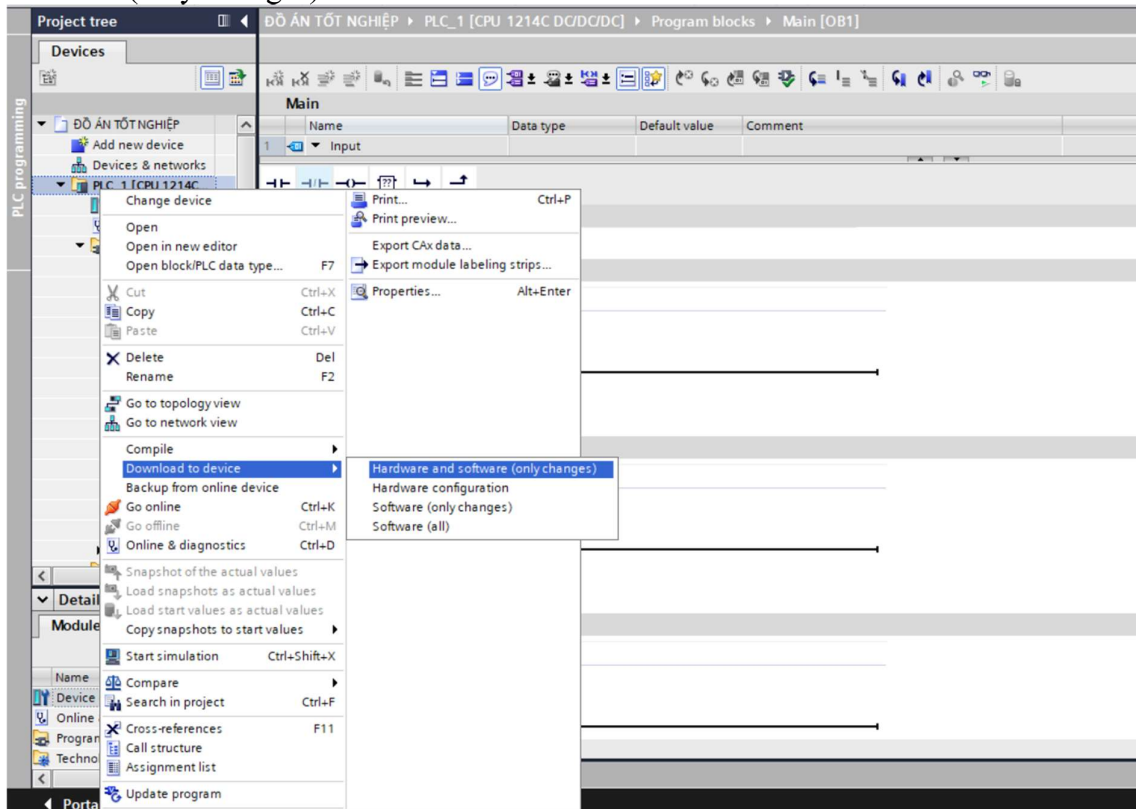 Project tree
ĐỒ ÁN TỐT NGHIỆP ▸ PLC_1 [CPU 1214C DC/DC/DC] ▸ Program blocks ▸ Main [OB1]
Devices
PLC programming
Main
Name Data type Default value Comment
1 Input
ĐỒ ÁN TỐT NGHIỆP
Add new device
Devices & networks
PLC_1 [CPU 1214C
Change device
Open
Open in new editor
Open block/PLC data type... F7
Cut Ctrl+X
Copy Ctrl+C
Paste Ctrl+V
Delete Del
Rename F2
Go to topology view
Go to network view
Compile
Download to device
Backup from online device
Go online Ctrl+K
Go offline Ctrl+M
Online & diagnostics Ctrl+D
Snapshot of the actual values
Load snapshots as actual values
Load start values as actual values
Copy snapshots to start values
Start simulation Ctrl+Shift+X
Compare
Search in project Ctrl+F
Cross-references F11
Call structure
Assignment list
Update program
Print... Ctrl+P
Print preview...
Export CAx data...
Export module labeling strips...
Properties... Alt+Enter
Hardware and software (only changes)
Hardware configuration
Software (only changes)
Software (all)
Detail
Module
Name
Device
Online
Program
Techno
Porta